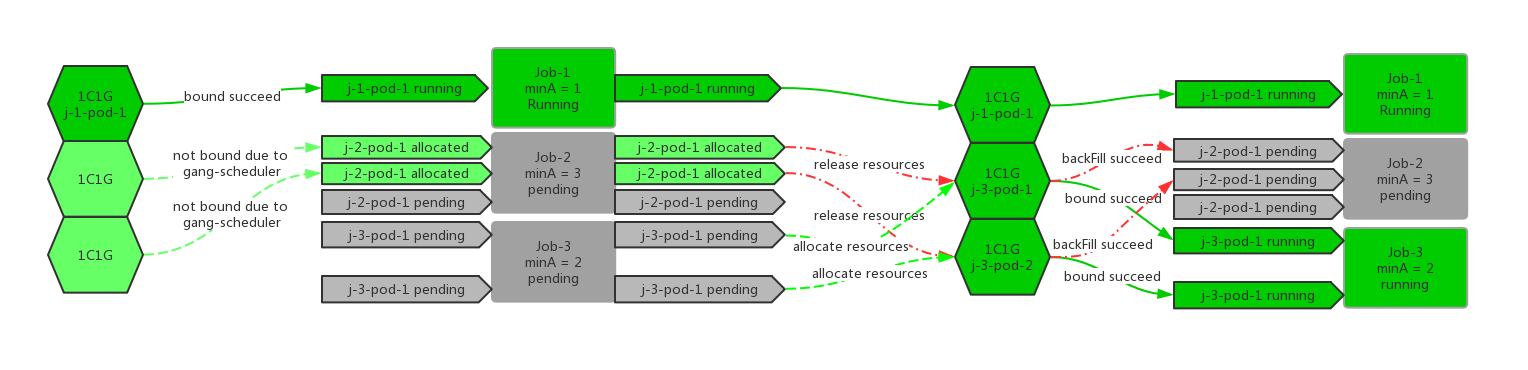 1C1G
j-1-pod-1
1C1G
1C1G
bound succeed
not bound due to
gang-scheduler
not bound due to
gang-scheduler
j-1-pod-1 running
j-2-pod-1 allocated
j-2-pod-1 allocated
j-2-pod-1 pending
j-3-pod-1 pending
j-3-pod-1 pending
Job-1
minA = 1
Running
Job-2
minA = 3
pending
Job-3
minA = 2
pending
j-1-pod-1 running
j-2-pod-1 allocated
j-2-pod-1 allocated
j-2-pod-1 pending
j-3-pod-1 pending
j-3-pod-1 pending
release resources
release resources
allocate resources
allocate resources
1C1G
j-1-pod-1
1C1G
j-3-pod-1
1C1G
j-3-pod-2
backFill succeed
bound succeed
backFill succeed
bound succeed
j-1-pod-1 running
j-2-pod-1 pending
j-2-pod-1 pending
j-2-pod-1 pending
j-3-pod-1 running
j-3-pod-1 running
Job-1
minA = 1
Running
Job-2
minA = 3
pending
Job-3
minA = 2
running